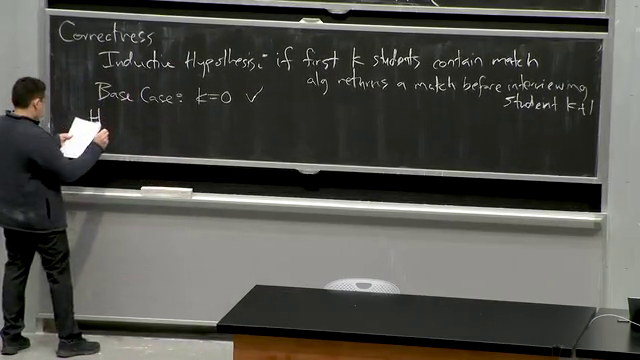 Correctness
Inductive Hypothesis: if first k students contain match
alg returns a match before interviewing
student k+1
Base Case: k=0 ✓
H